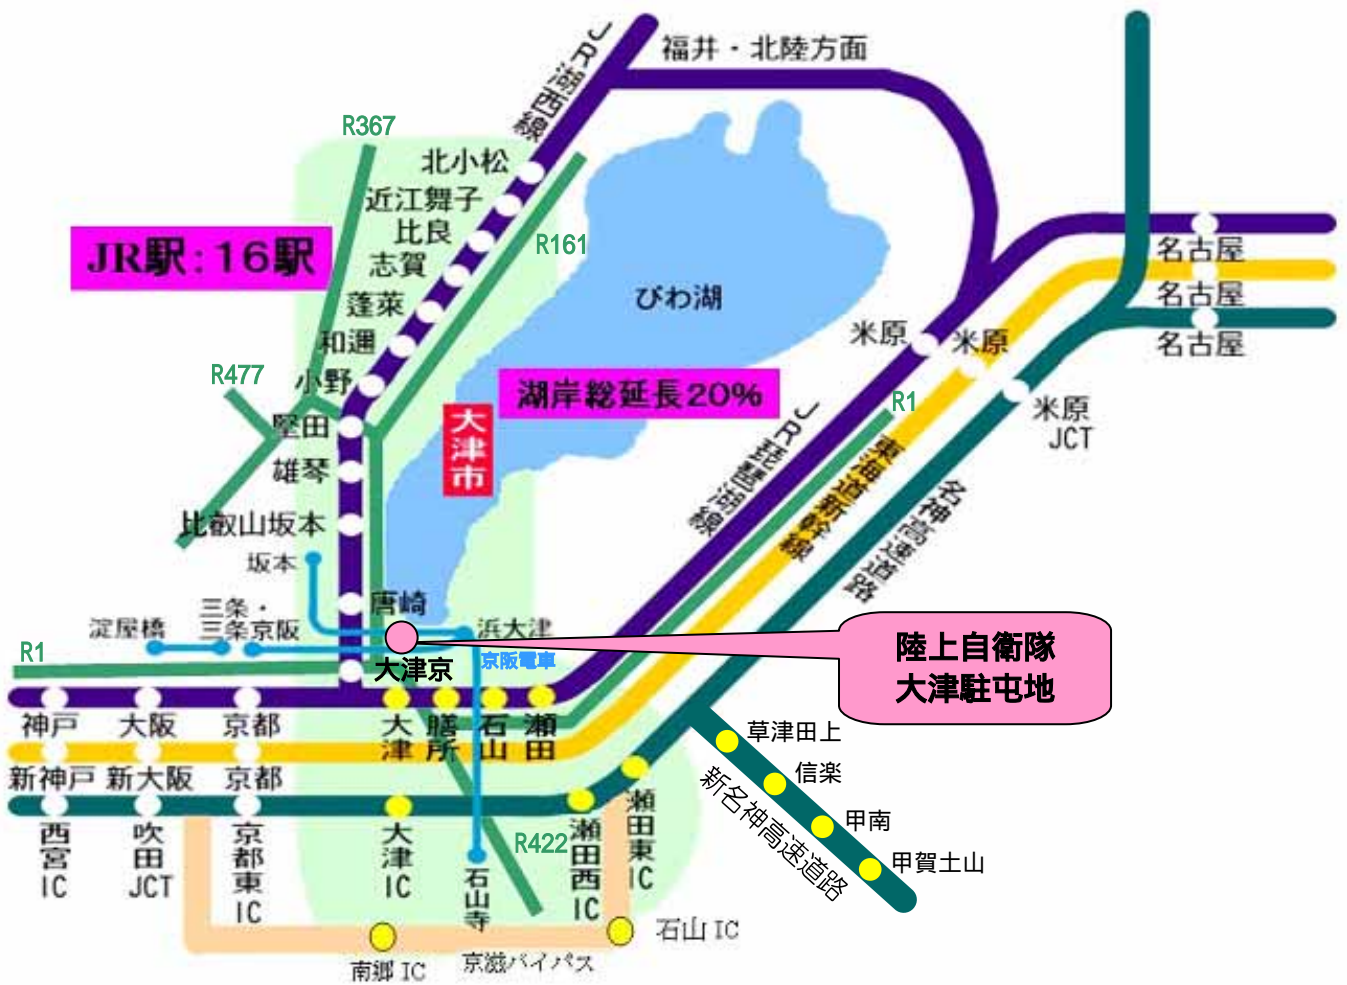 JR湖西線
福井・北陸方面
R367
北小松
近江舞子
比良
志賀
蓬莱
和邇
小野
堅田
雄琴
比叡山坂本
坂本
唐崎
JR駅:16駅
R161
びわ湖
R477
湖岸総延長20%
大津市
名古屋
名古屋
名古屋
米原
米原
米原
JCT
R1
JR琵琶湖線
東海道新幹線
名神高速道路
淀屋橋
三条・
三条京阪
浜大津
京阪電車
大津京
R1
陸上自衛隊
大津駐屯地
神戸
大阪
京都
大津
膳所
石山
瀬田
新神戸
新大阪
京都
西宮IC
吹田JCT
京都東IC
大津IC
石山寺
R422
瀬田西IC
瀬田東IC
草津田上
信楽
甲南
甲賀土山
新名神高速道路
南郷 IC
京滋バイパス
石山 IC